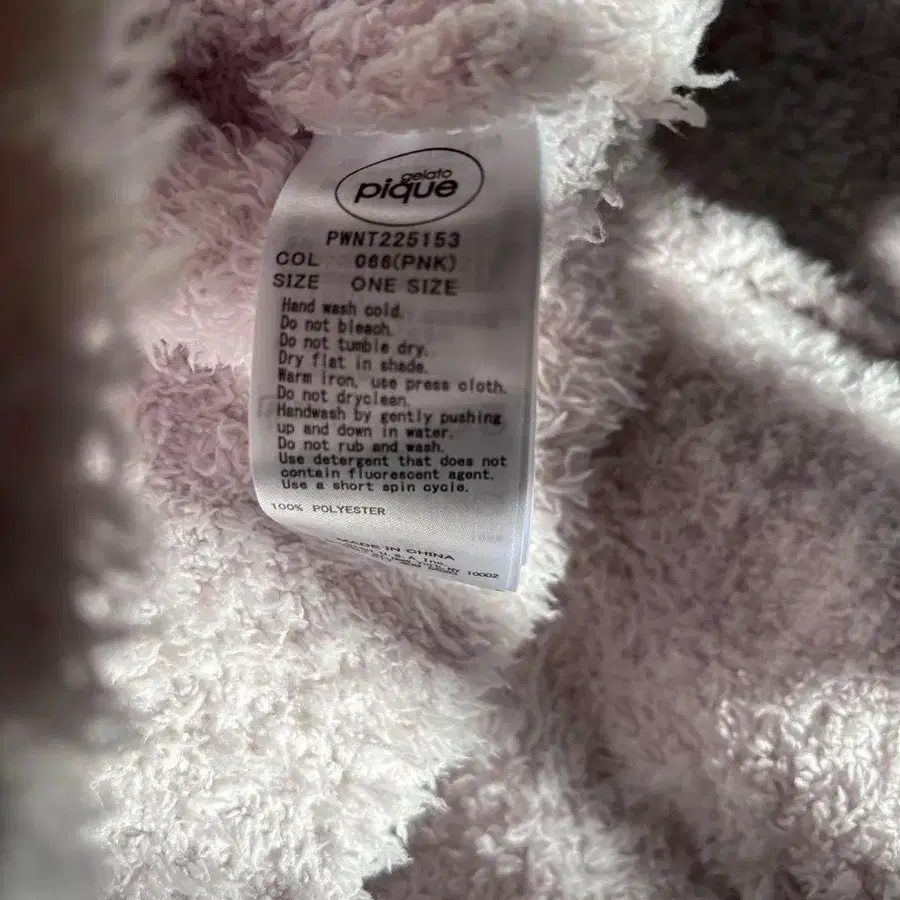 gelato
pique
PWNT225153
COL 066(PNK)
SIZE ONE SIZE
Hand wash cold.
Do not bleach.
Do not tumble dry.
Dry flat in shade.
Warm iron, use press cloth.
Do not dryclean.
Handwash by gently pushing
up and down in water.
Do not rub and wash.
Use detergent that does not
contain fluorescent agent.
Use a short spin cycle.
100% POLYESTER
MADE IN CHINA
U.S.A. Inc.
NY 10002